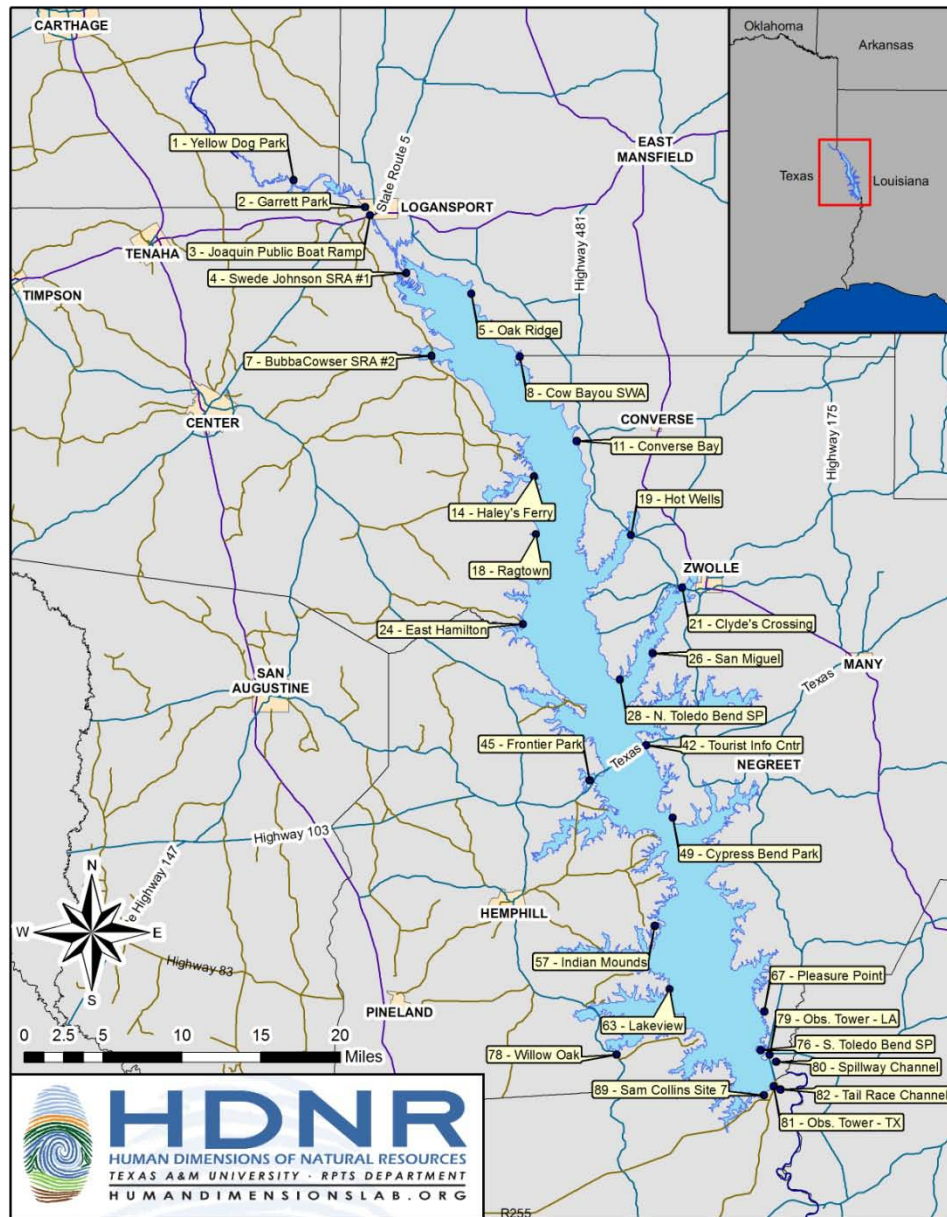 CARTHAGE
Oklahoma
Arkansas
Texas
Louisiana
State Route 5
EAST
MANSFIELD
1 - Yellow Dog Park
2 - Garrett Park
LOGANSPORT
3 - Joaquin Public Boat Ramp
TENAHA
Highway 481
4 - Swede Johnson SRA #1
TIMPSON
5 - Oak Ridge
7 - BubbaCowser SRA #2
8 - Cow Bayou SWA
CENTER
CONVERSE
Highway 175
11 - Converse Bay
14 - Haley's Ferry
19 - Hot Wells
18 - Ragtown
ZWOLLE
24 - East Hamilton
21 - Clyde's Crossing
26 - San Miguel
MANY
SAN
AUGUSTINE
Texas
28 - N. Toledo Bend SP
45 - Frontier Park
Texas
42 - Tourist Info Cntr
NEGREET
Highway 103
49 - Cypress Bend Park
Highway 147
N
W
E
S
HEMPHILL
Highway 83
57 - Indian Mounds
67 - Pleasure Point
PINELAND
63 - Lakeview
79 - Obs. Tower - LA
76 - S. Toledo Bend SP
78 - Willow Oak
80 - Spillway Channel
0 2.5 5 10 15 20
Miles
89 - Sam Collins Site 7
82 - Tail Race Channel
81 - Obs. Tower - TX
HDNR
HUMAN DIMENSIONS OF NATURAL RESOURCES
TEXAS A&M UNIVERSITY · RPTS DEPARTMENT
HUMANDIMENSIONSLAB.ORG
R255